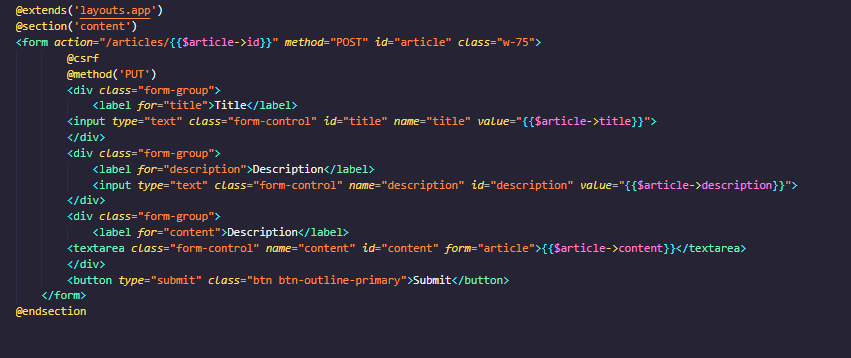 @extends('layouts.app')
@section('content')
<form action="/articles/{{$article->id}}" method="POST" id="article" class="w-75">
@csrf
@method('PUT')
<div class="form-group">
<label for="title">Title</label>
<input type="text" class="form-control" id="title" name="title" value="{{$article->title}}">
</div>
<div class="form-group">
<label for="description">Description</label>
<input type="text" class="form-control" name="description" id="description" value="{{$article->description}}">
</div>
<div class="form-group">
<label for="content">Description</label>
<textarea class="form-control" name="content" id="content" form="article">{{$article->content}}</textarea>
</div>
<button type="submit" class="btn btn-outline-primary">Submit</button>
</form>
@endsection